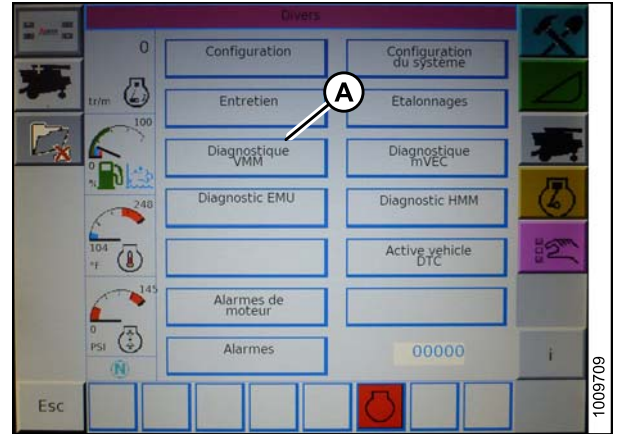 Divers
0
Configuration
Configuration
du système
tr/m
Entretien
A
Etalonnages
100
Diagnostique
VMM
Diagnostique
mVEC
0
%
248
Diagnostic EMU
Diagnostic HMM
104
°F
Active vehicle
DTC
145
Alarmes de
moteur
0
PSI
Alarmes
00000
i
N
Esc
1009709